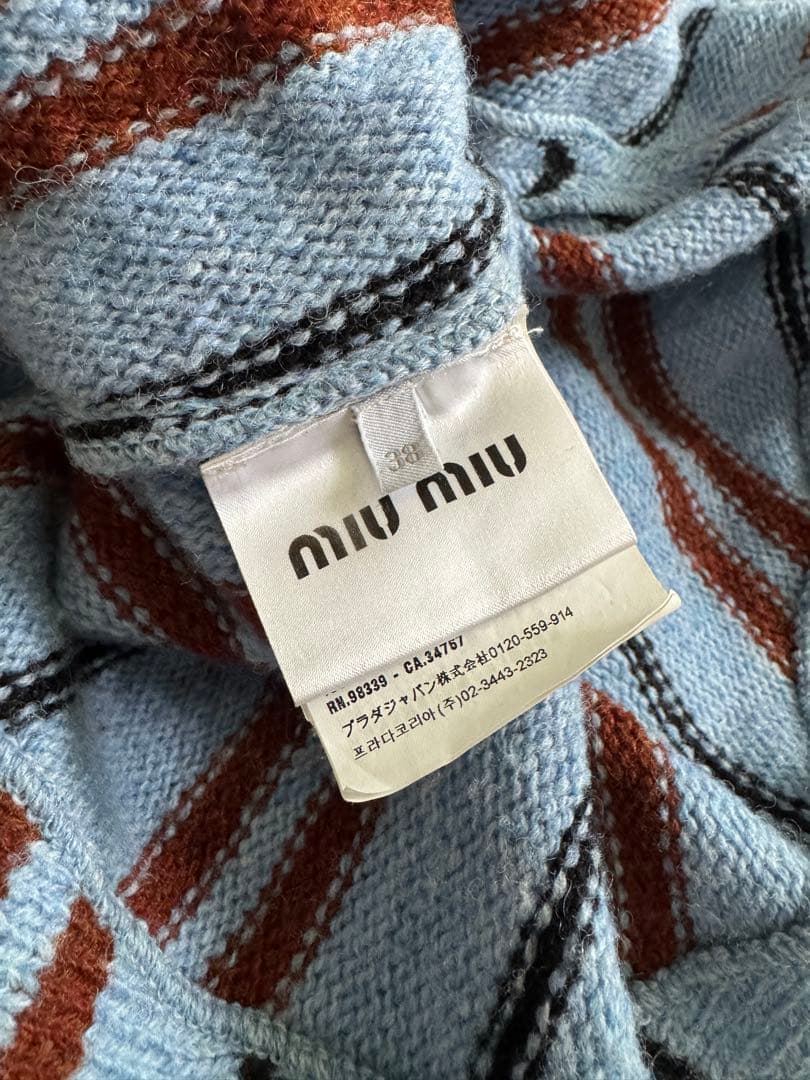 38
miu miu
RN.98339 - CA.34767
プラダジャパン株式会社0120-559-914
프라다코리아(주)02-3443-2323